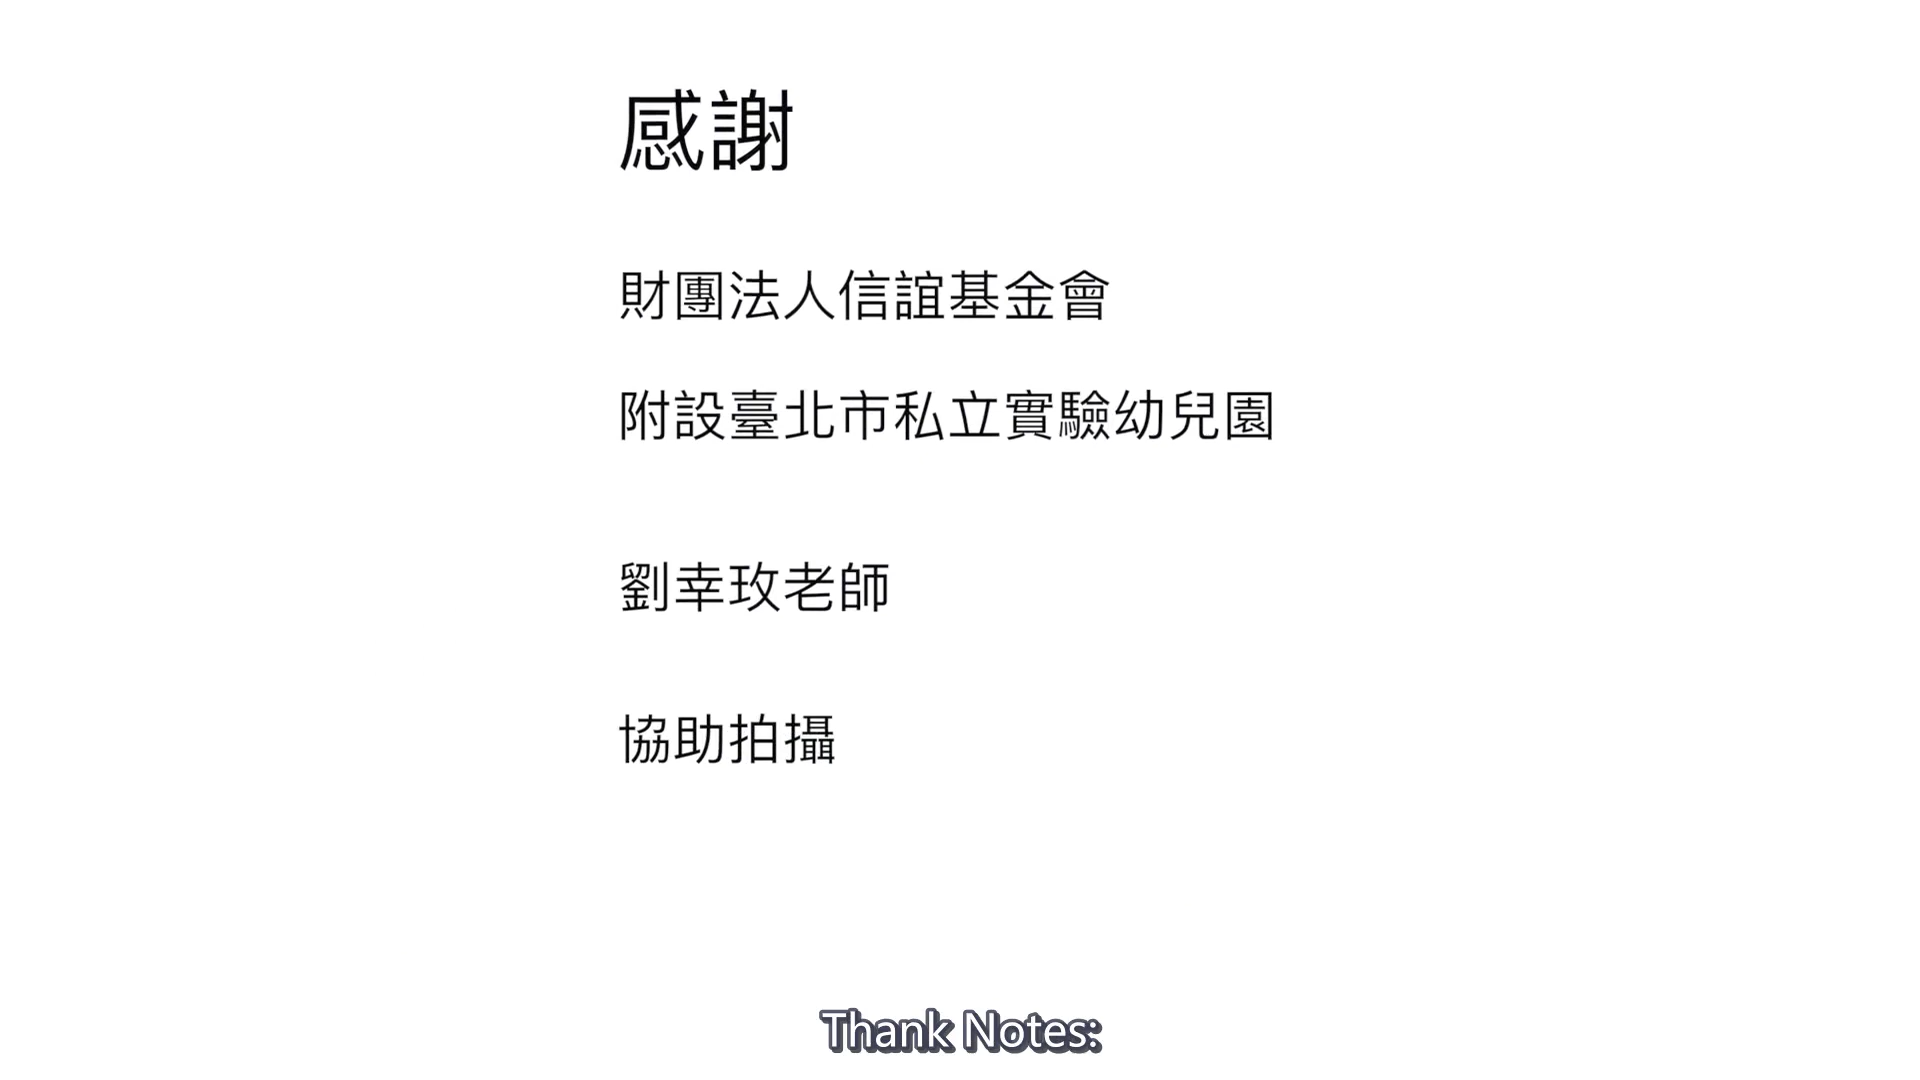 感謝
財團法人信誼基金會
附設臺北市私立實驗幼兒園
劉幸玫老師
協助拍攝
Thank Notes: